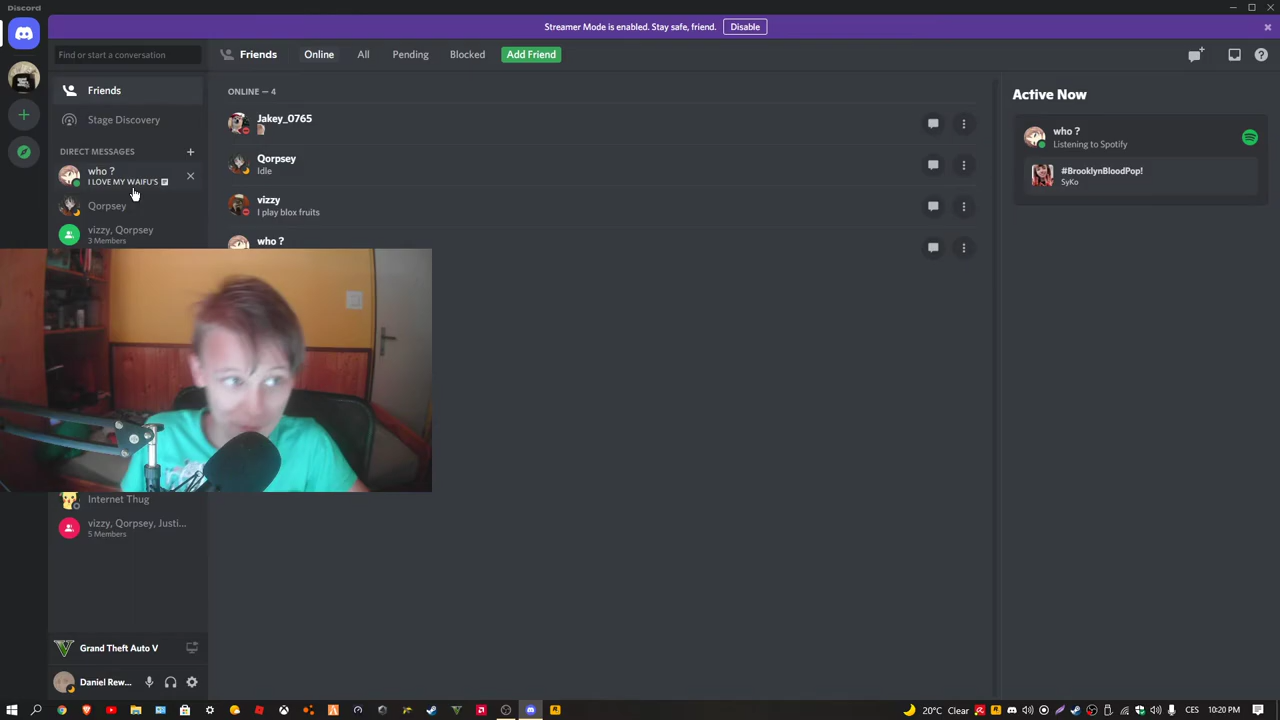 Discord
Streamer Mode is enabled. Stay safe, friend.
Disable
Find or start a conversation
Friends
Online
All
Pending
Blocked
Add Friend
Friends
Stage Discovery
DIRECT MESSAGES
who ?
I LOVE MY WAIFU'S
Qorpsey
vizzy, Qorpsey
3 Members
Internet Thug
vizzy, Qorpsey, Justi...
5 Members
Grand Theft Auto V
Daniel Rew...
ONLINE — 4
Jakey_0765
Qorpsey
Idle
vizzy
I play blox fruits
who ?
Active Now
who ?
Listening to Spotify
#BrooklynBloodPop!
SyKo
20°C Clear
CES
10:20 PM